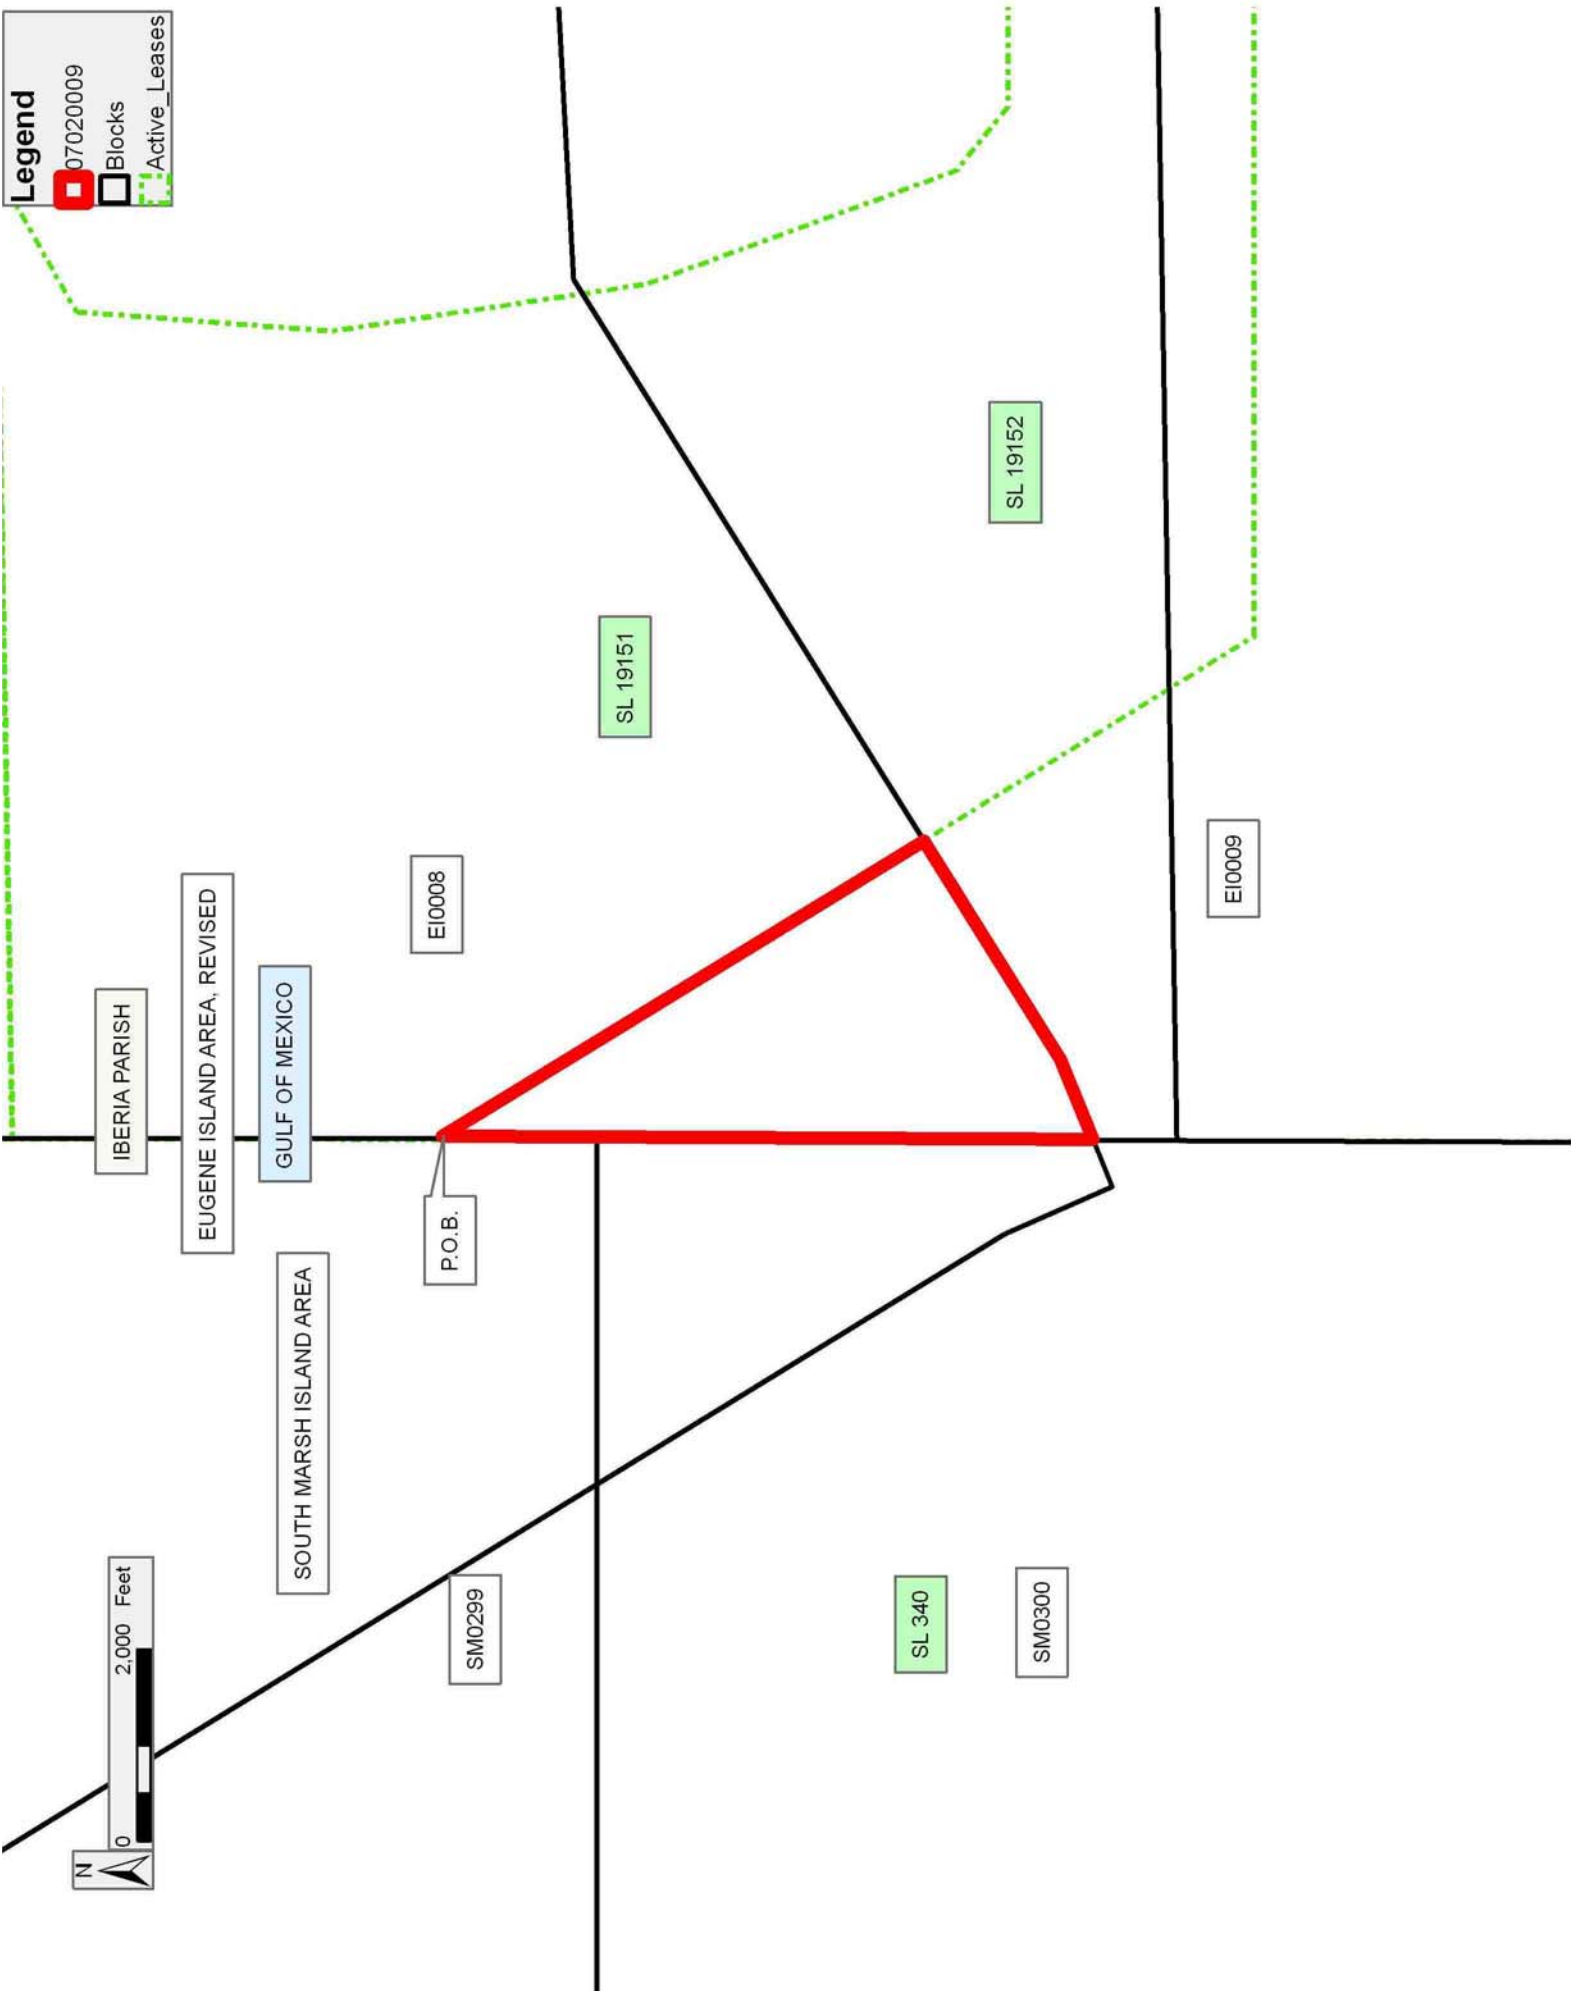 Legend
07020009
Blocks
Active_Leases
IBERIA PARISH
EUGENE ISLAND AREA, REVISED
GULF OF MEXICO
SOUTH MARSH ISLAND AREA
EI0008
P.O.B.
SL 19151
SL 19152
EI0009
SM0299
SL 340
SM0300
N
0 2,000 Feet